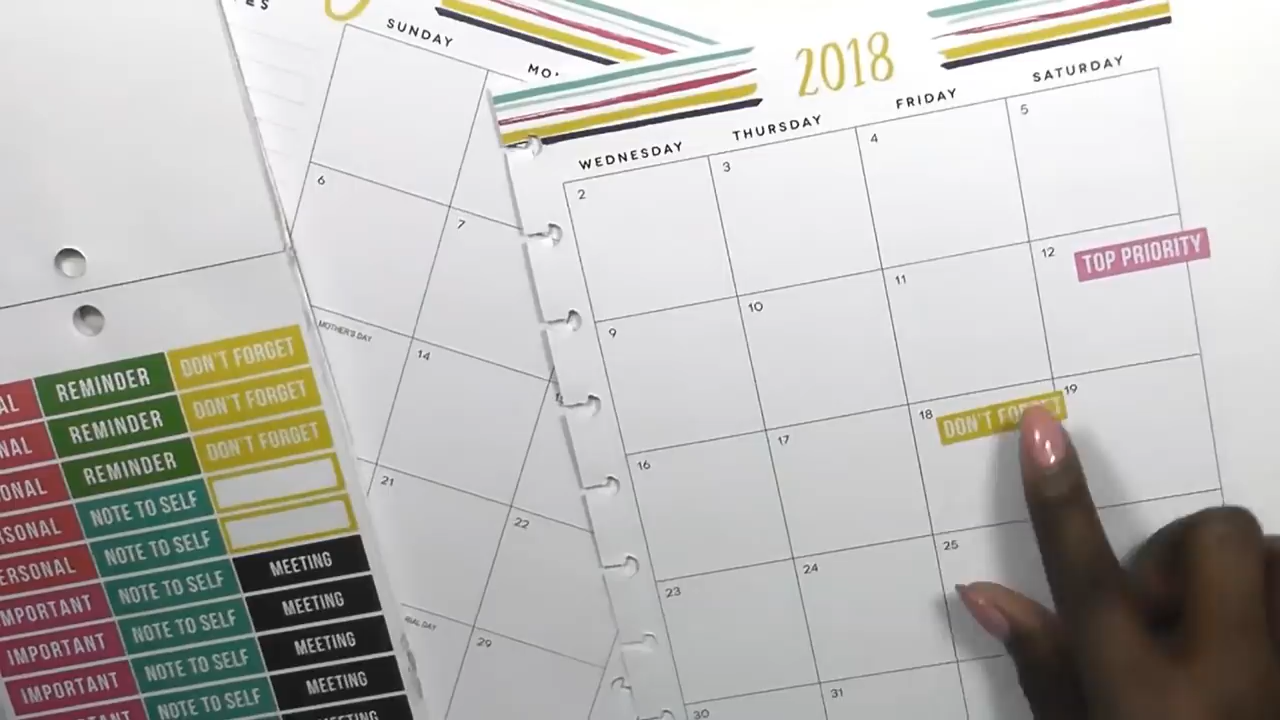 SUNDAY
6
7
MOTHER'S DAY
14
21
22
29
2018
WEDNESDAY THURSDAY FRIDAY SATURDAY
2 3 4 5
9 10 11 12 TOP PRIORITY
16 17 18 DON'T FORGET 19
23 24 25
30 31
REMINDER DON'T FORGET
REMINDER DON'T FORGET
REMINDER DON'T FORGET
NOTE TO SELF
NOTE TO SELF
MEETING
IMPORTANT NOTE TO SELF MEETING
IMPORTANT NOTE TO SELF MEETING
IMPORTANT NOTE TO SELF MEETING